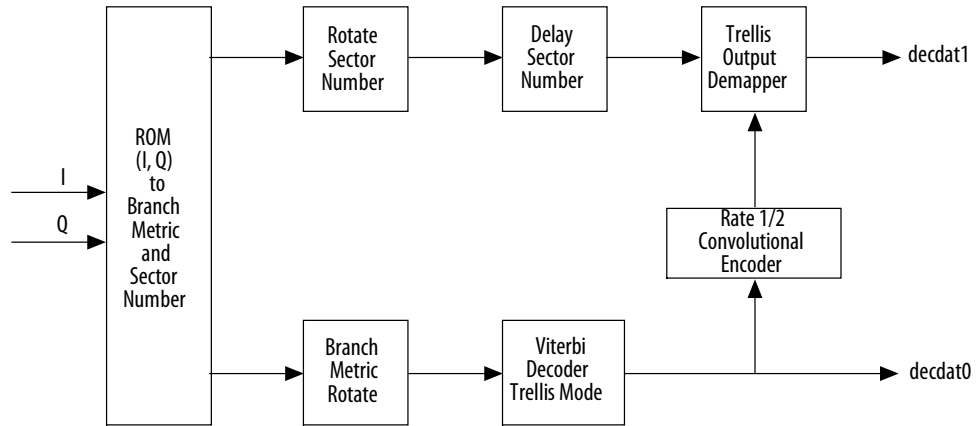 I
Q
ROM
(I, Q)
to
Branch
Metric
and
Sector
Number
Rotate
Sector
Number
Delay
Sector
Number
Trellis
Output
Demapper
decdat1
Rate 1/2
Convolutional
Encoder
Branch
Metric
Rotate
Viterbi
Decoder
Trellis Mode
decdat0